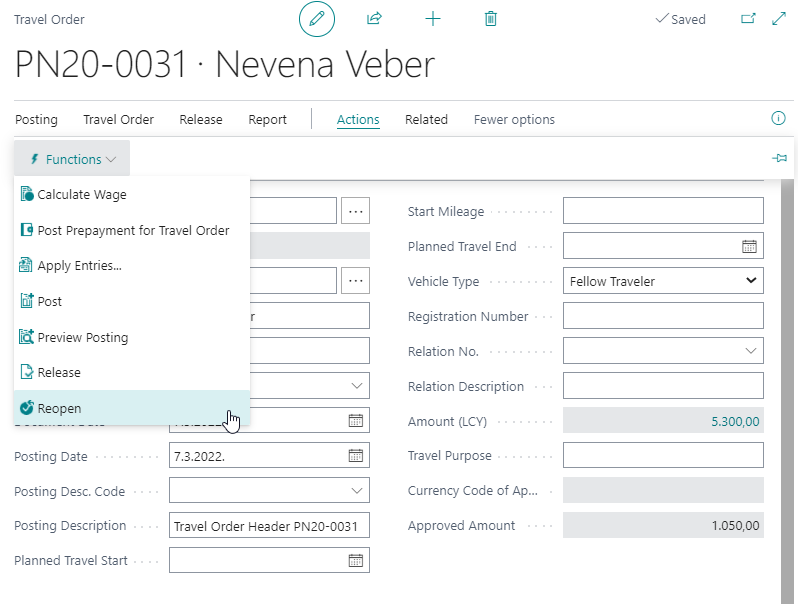 Travel Order
Saved
PN20-0031 · Nevena Veber
Posting Travel Order Release Report Actions Related Fewer options
Functions
Calculate Wage
Post Prepayment for Travel Order
Apply Entries...
Post
Preview Posting
Release
Reopen
Posting Date 7.3.2022.
Posting Desc. Code
Posting Description Travel Order Header PN20-0031
Planned Travel Start
Start Mileage
Planned Travel End
Vehicle Type Fellow Traveler
Registration Number
Relation No.
Relation Description
Amount (LCY) 5.300,00
Travel Purpose
Currency Code of Ap...
Approved Amount 1.050,00